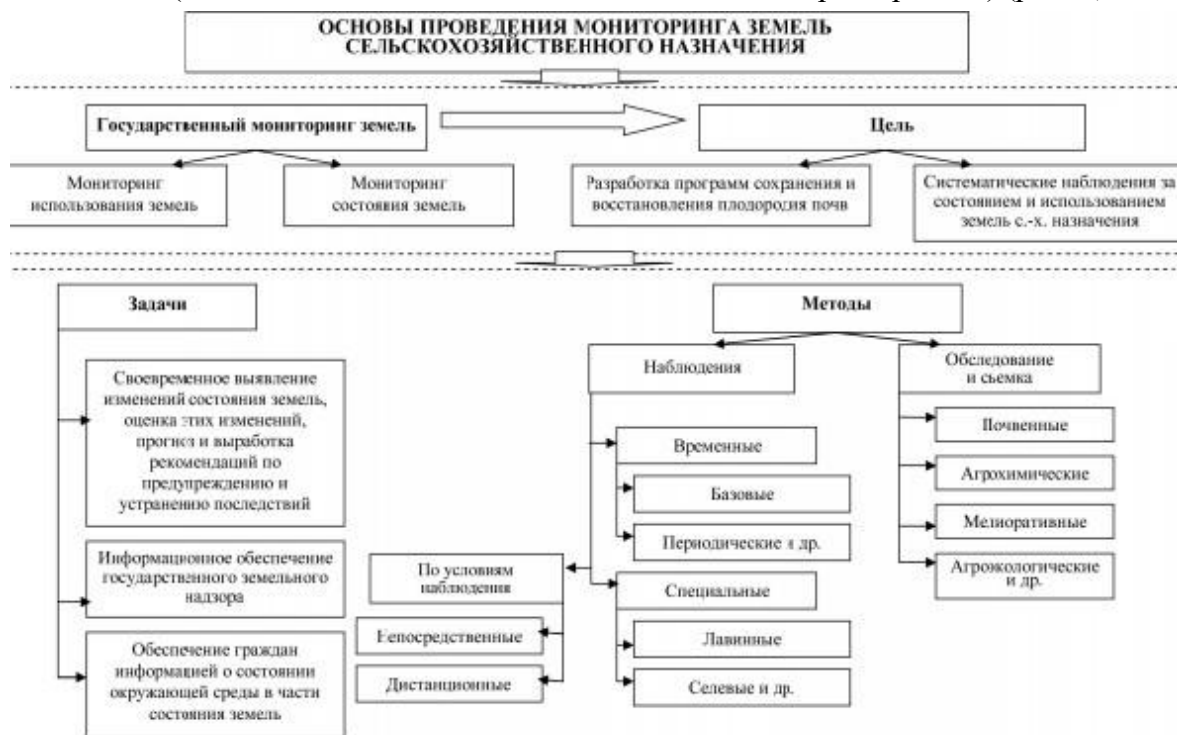 ОСНОВЫ ПРОВЕДЕНИЯ МОНИТОРИНГА ЗЕМЕЛЬ
СЕЛЬСКОХОЗЯЙСТВЕННОГО НАЗНАЧЕНИЯ
Государственный мониторинг земель
Цель
Мониторинг
использования земель
Мониторинг
состояния земель
Разработка программ сохранения и
восстановления плодородия почв
Систематические наблюдения за
состоянием и использованием
земель с.-х. назначения
Задачи
Своевременное выявление
изменений состояния земель,
оценка этих изменений,
прогноз и выработка
рекомендаций по
предупреждению и
устранению последствий
Информационное обеспечение
государственного земельного
надзора
Обеспечение граждан
информацией о состоянии
окружающей среды в части
состояния земель
Методы
Наблюдения
Временные
Базовые
Периодические и др.
По условиям
наблюдения
Непосредственные
Дистанционные
Специальные
Лавинные
Селевые и др.
Обследование
и сьемка
Почвенные
Агрохимические
Мелиоративные
Агроэкологические
и др.